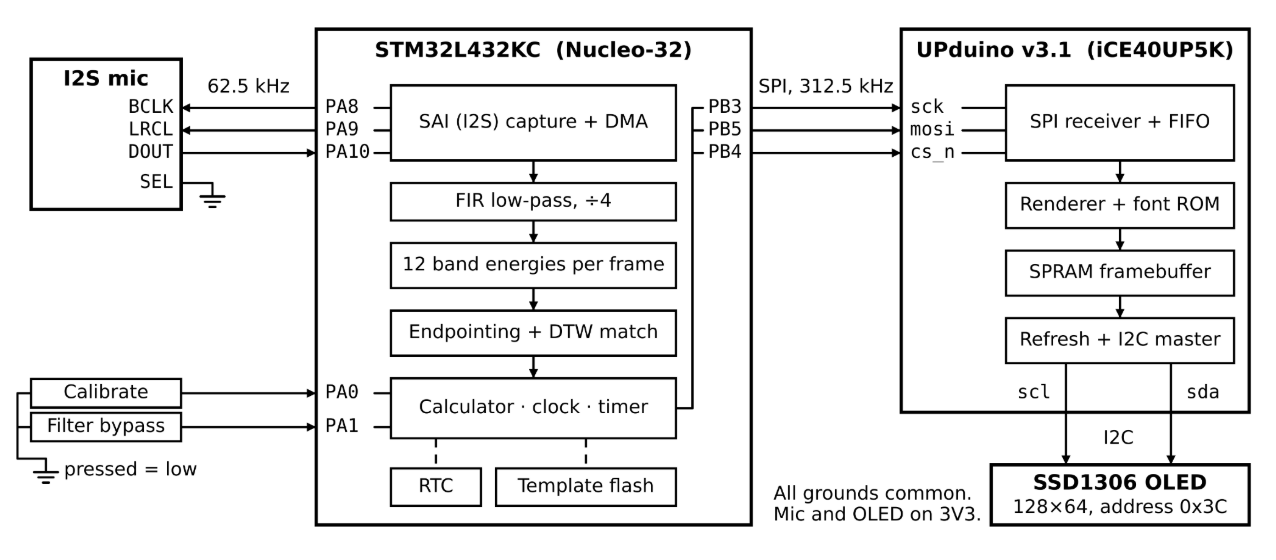 STM32L432KC (Nucleo-32)
UPduino v3.1 (iCE40UP5K)
I2S mic
BCLK
LRCL
DOUT
SEL
62.5 kHz
PA8
PA9
PA10
SAI (I2S) capture + DMA
FIR low-pass, ÷4
12 band energies per frame
Endpointing + DTW match
Calculator · clock · timer
RTC
Template flash
Calibrate
Filter bypass
pressed = low
PA0
PA1
PB3
PB5
PB4
SPI, 312.5 kHz
sck
mosi
cs_n
SPI receiver + FIFO
Renderer + font ROM
SPRAM framebuffer
Refresh + I2C master
scl
sda
I2C
SSD1306 OLED
128×64, address 0x3C
All grounds common.
Mic and OLED on 3V3.